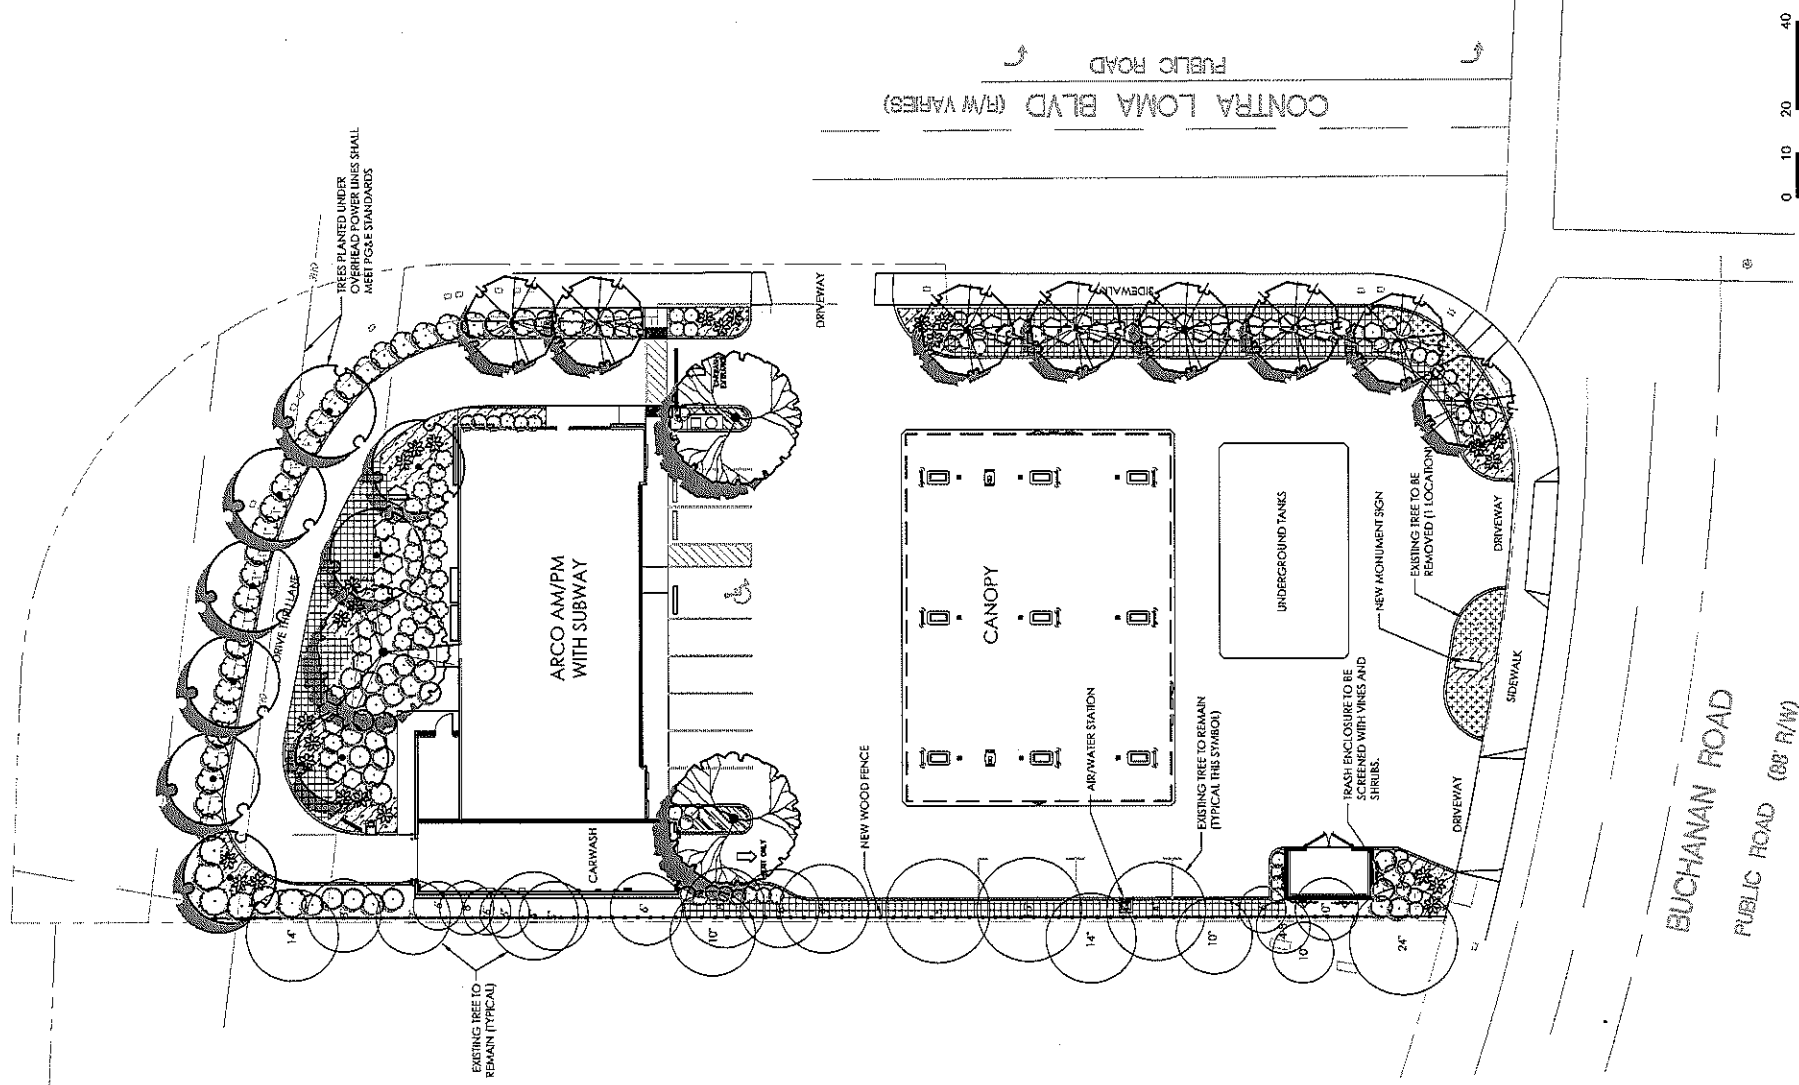 PUBLIC ROAD
CONTRA LOMA BLVD (R/W VARIES)
0 10 20 40
TREES PLANTED UNDER
OVERHEAD POWER LINES SHALL
MEET PG&E STANDARDS
DRIVEWAY
SIDEWALK
DRIVE THRU LANE
ARCO AM/PM
WITH SUBWAY
CARWASH
CANOPY
UNDERGROUND TANKS
EXISTING TREE TO BE
REMOVED (1 LOCATION)
NEW MONUMENT SIGN
DRIVEWAY
SIDEWALK
AIR/WATER STATION
NEW WOOD FENCE
EXISTING TREE TO REMAIN
(TYPICAL THIS SYMBOL)
TRASH ENCLOSURE TO BE
SCREENED WITH VINES AND
SHRUBS.
DRIVEWAY
14"
6"
10"
14"
10"
10"
24"
EXISTING TREE TO
REMAIN (TYPICAL)
BUCHANAN ROAD
PUBLIC ROAD (88' R/W)